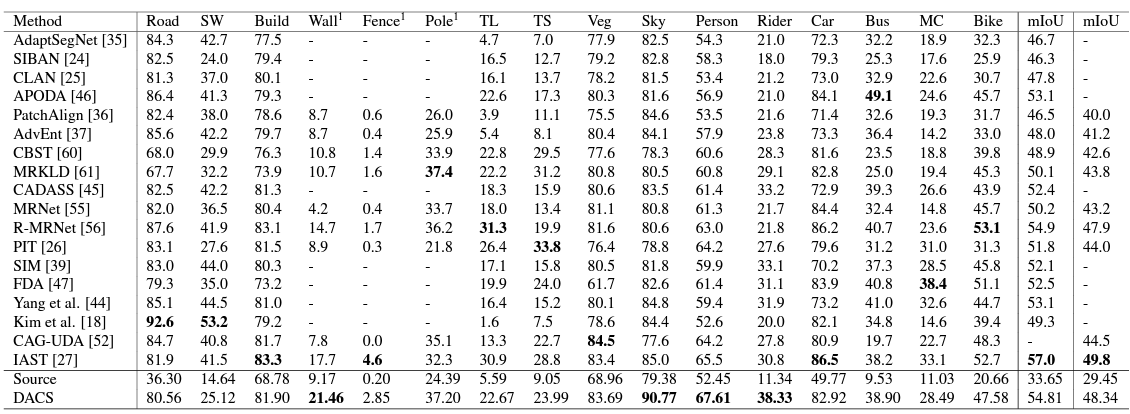 Method Road SW Build Wall¹ Fence¹ Pole¹ TL TS Veg Sky Person Rider Car Bus MC Bike mIoU mIoU
AdaptSegNet [35] 84.3 42.7 77.5 - - - 4.7 7.0 77.9 82.5 54.3 21.0 72.3 32.2 18.9 32.3 46.7 -
SIBAN [24] 82.5 24.0 79.4 - - - 16.5 12.7 79.2 82.8 58.3 18.0 79.3 25.3 17.6 25.9 46.3 -
CLAN [25] 81.3 37.0 80.1 - - - 16.1 13.7 78.2 81.5 53.4 21.2 73.0 32.9 22.6 30.7 47.8 -
APODA [46] 86.4 41.3 79.3 - - - 22.6 17.3 80.3 81.6 56.9 21.0 84.1 49.1 24.6 45.7 53.1 -
PatchAlign [36] 82.4 38.0 78.6 8.7 0.6 26.0 3.9 11.1 75.5 84.6 53.5 21.6 71.4 32.6 19.3 31.7 46.5 40.0
AdvEnt [37] 85.6 42.2 79.7 8.7 0.4 25.9 5.4 8.1 80.4 84.1 57.9 23.8 73.3 36.4 14.2 33.0 48.0 41.2
CBST [60] 68.0 29.9 76.3 10.8 1.4 33.9 22.8 29.5 77.6 78.3 60.6 28.3 81.6 23.5 18.8 39.8 48.9 42.6
MRKLD [61] 67.7 32.2 73.9 10.7 1.6 37.4 22.2 31.2 80.8 80.5 60.8 29.1 82.8 25.0 19.4 45.3 50.1 43.8
CADASS [45] 82.5 42.2 81.3 - - - 18.3 15.9 80.6 83.5 61.4 33.2 72.9 39.3 26.6 43.9 52.4 -
MRNet [55] 82.0 36.5 80.4 4.2 0.4 33.7 18.0 13.4 81.1 80.8 61.3 21.7 84.4 32.4 14.8 45.7 50.2 43.2
R-MRNet [56] 87.6 41.9 83.1 14.7 1.7 36.2 31.3 19.9 81.6 80.6 63.0 21.8 86.2 40.7 23.6 53.1 54.9 47.9
PIT [26] 83.1 27.6 81.5 8.9 0.3 21.8 26.4 33.8 76.4 78.8 64.2 27.6 79.6 31.2 31.0 31.3 51.8 44.0
SIM [39] 83.0 44.0 80.3 - - - 17.1 15.8 80.5 81.8 59.9 33.1 70.2 37.3 28.5 45.8 52.1 -
FDA [47] 79.3 35.0 73.2 - - - 19.9 24.0 61.7 82.6 61.4 31.1 83.9 40.8 38.4 51.1 52.5 -
Yang et al. [44] 85.1 44.5 81.0 - - - 16.4 15.2 80.1 84.8 59.4 31.9 73.2 41.0 32.6 44.7 53.1 -
Kim et al. [18] 92.6 53.2 79.2 - - - 1.6 7.5 78.6 84.4 52.6 20.0 82.1 34.8 14.6 39.4 49.3 -
CAG-UDA [52] 84.7 40.8 81.7 7.8 0.0 35.1 13.3 22.7 84.5 77.6 64.2 27.8 80.9 19.7 22.7 48.3 - 44.5
IAST [27] 81.9 41.5 83.3 17.7 4.6 32.3 30.9 28.8 83.4 85.0 65.5 30.8 86.5 38.2 33.1 52.7 57.0 49.8
Source 36.30 14.64 68.78 9.17 0.20 24.39 5.59 9.05 68.96 79.38 52.45 11.34 49.77 9.53 11.03 20.66 33.65 29.45
DACS 80.56 25.12 81.90 21.46 2.85 37.20 22.67 23.99 83.69 90.77 67.61 38.33 82.92 38.90 28.49 47.58 54.81 48.34